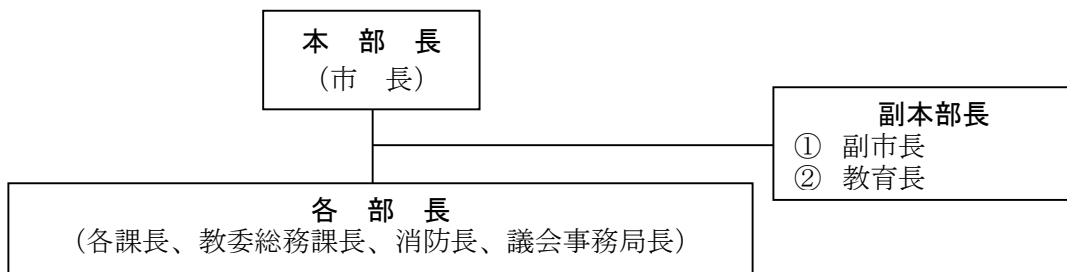 本　部　長
（市　長）
副本部長
①　副市長
②　教育長
各　部　長
（各課長、教委総務課長、消防長、議会事務局長）